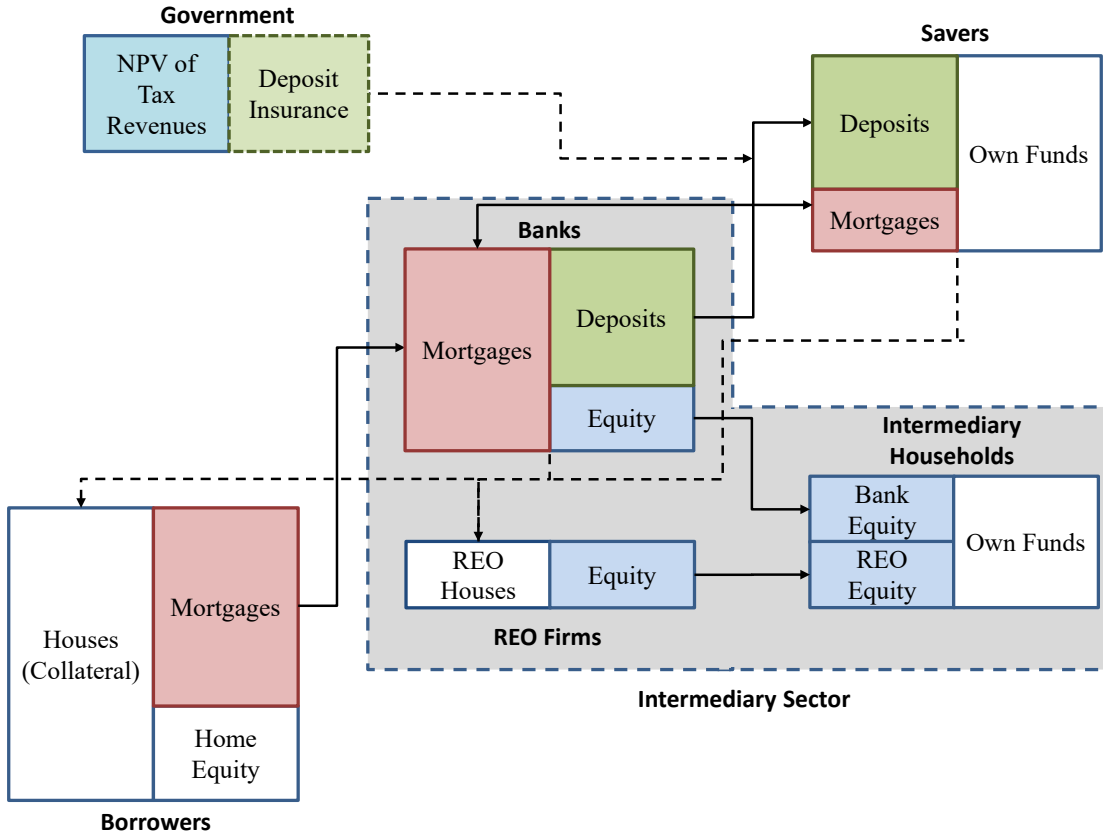 Government
NPV of
Tax
Revenues
Deposit
Insurance
Savers
Deposits
Own Funds
Mortgages
Banks
Mortgages
Deposits
Equity
Intermediary
Households
Bank
Equity
REO
Equity
Own Funds
REO
Houses
Equity
REO Firms
Intermediary Sector
Houses
(Collateral)
Mortgages
Home
Equity
Borrowers